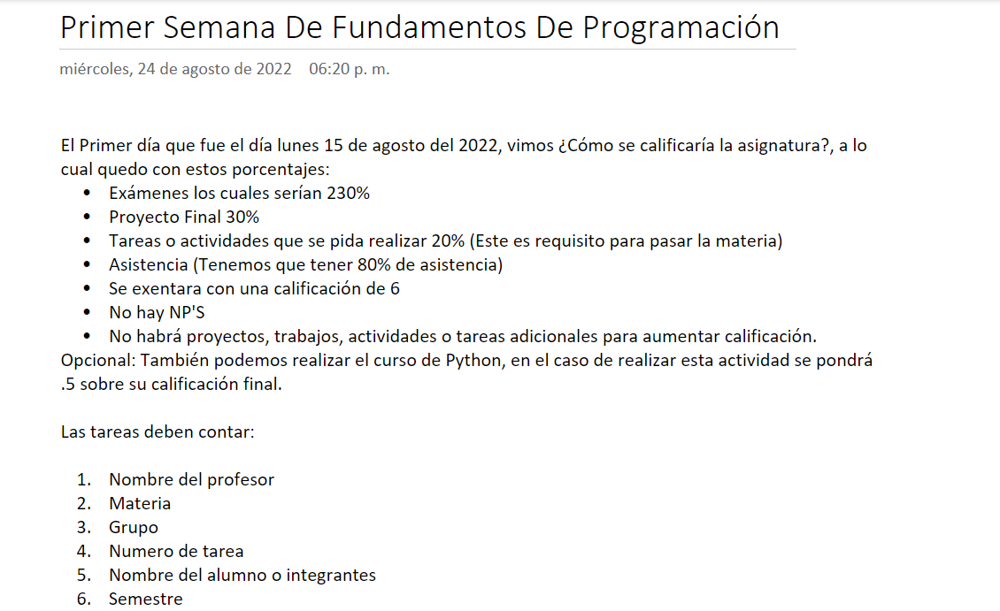 Primer Semana De Fundamentos De Programación
miércoles, 24 de agosto de 2022 06:20 p. m.
El Primer día que fue el día lunes 15 de agosto del 2022, vimos ¿Cómo se calificaría la asignatura?, a lo
cual quedo con estos porcentajes:
• Exámenes los cuales serían 230%
• Proyecto Final 30%
• Tareas o actividades que se pida realizar 20% (Este es requisito para pasar la materia)
• Asistencia (Tenemos que tener 80% de asistencia)
• Se exentara con una calificación de 6
• No hay NP'S
• No habrá proyectos, trabajos, actividades o tareas adicionales para aumentar calificación.
Opcional: También podemos realizar el curso de Python, en el caso de realizar esta actividad se pondrá
.5 sobre su calificación final.
Las tareas deben contar:
1. Nombre del profesor
2. Materia
3. Grupo
4. Numero de tarea
5. Nombre del alumno o integrantes
6. Semestre